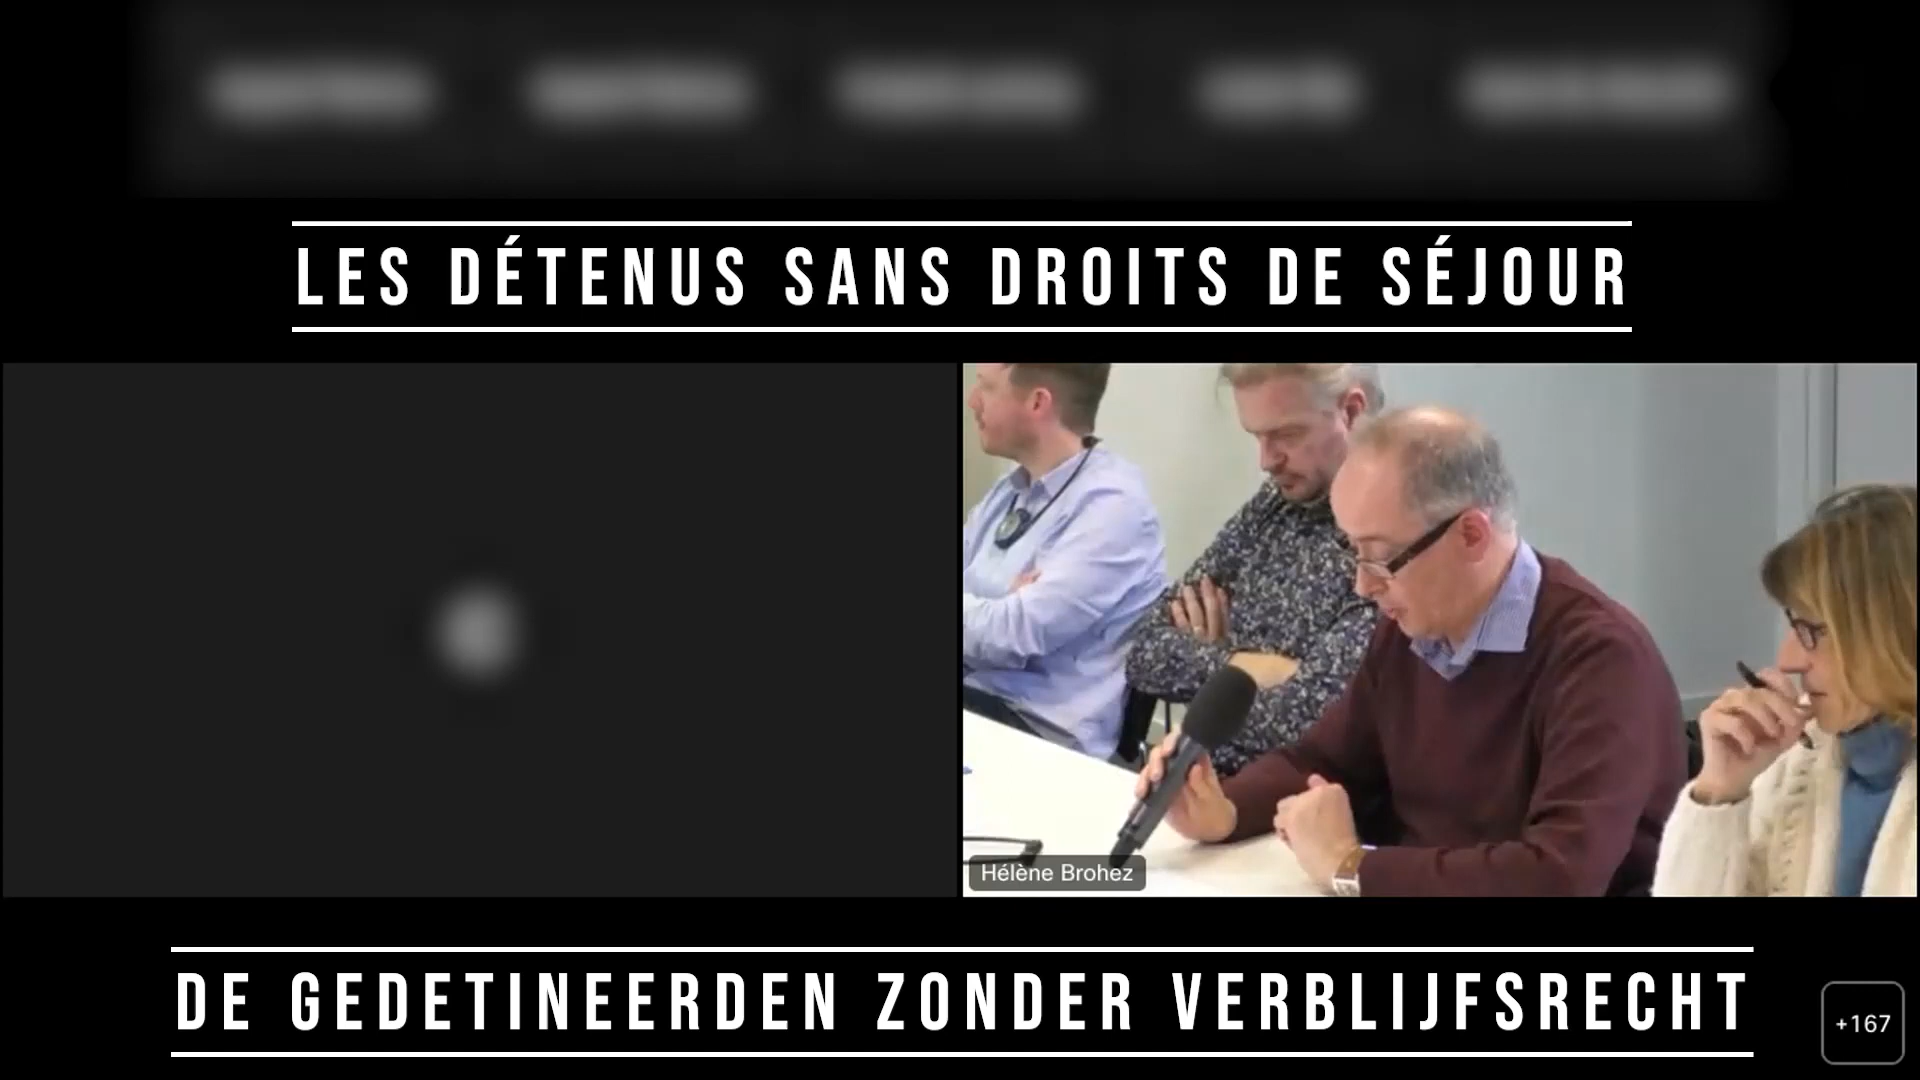 LES DÉTENUS SANS DROITS DE SÉJOUR
Hélène Brohez
DE GEDETINEERDEN ZONDER VERBLIJFSRECHT
+167